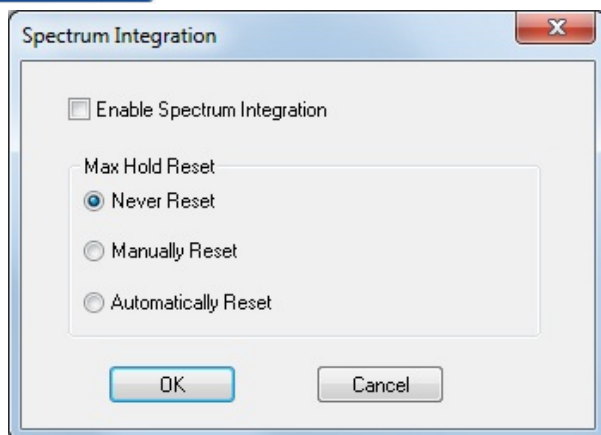 Spectrum Integration
Enable Spectrum Integration
Max Hold Reset
Never Reset
Manually Reset
Automatically Reset
OK Cancel